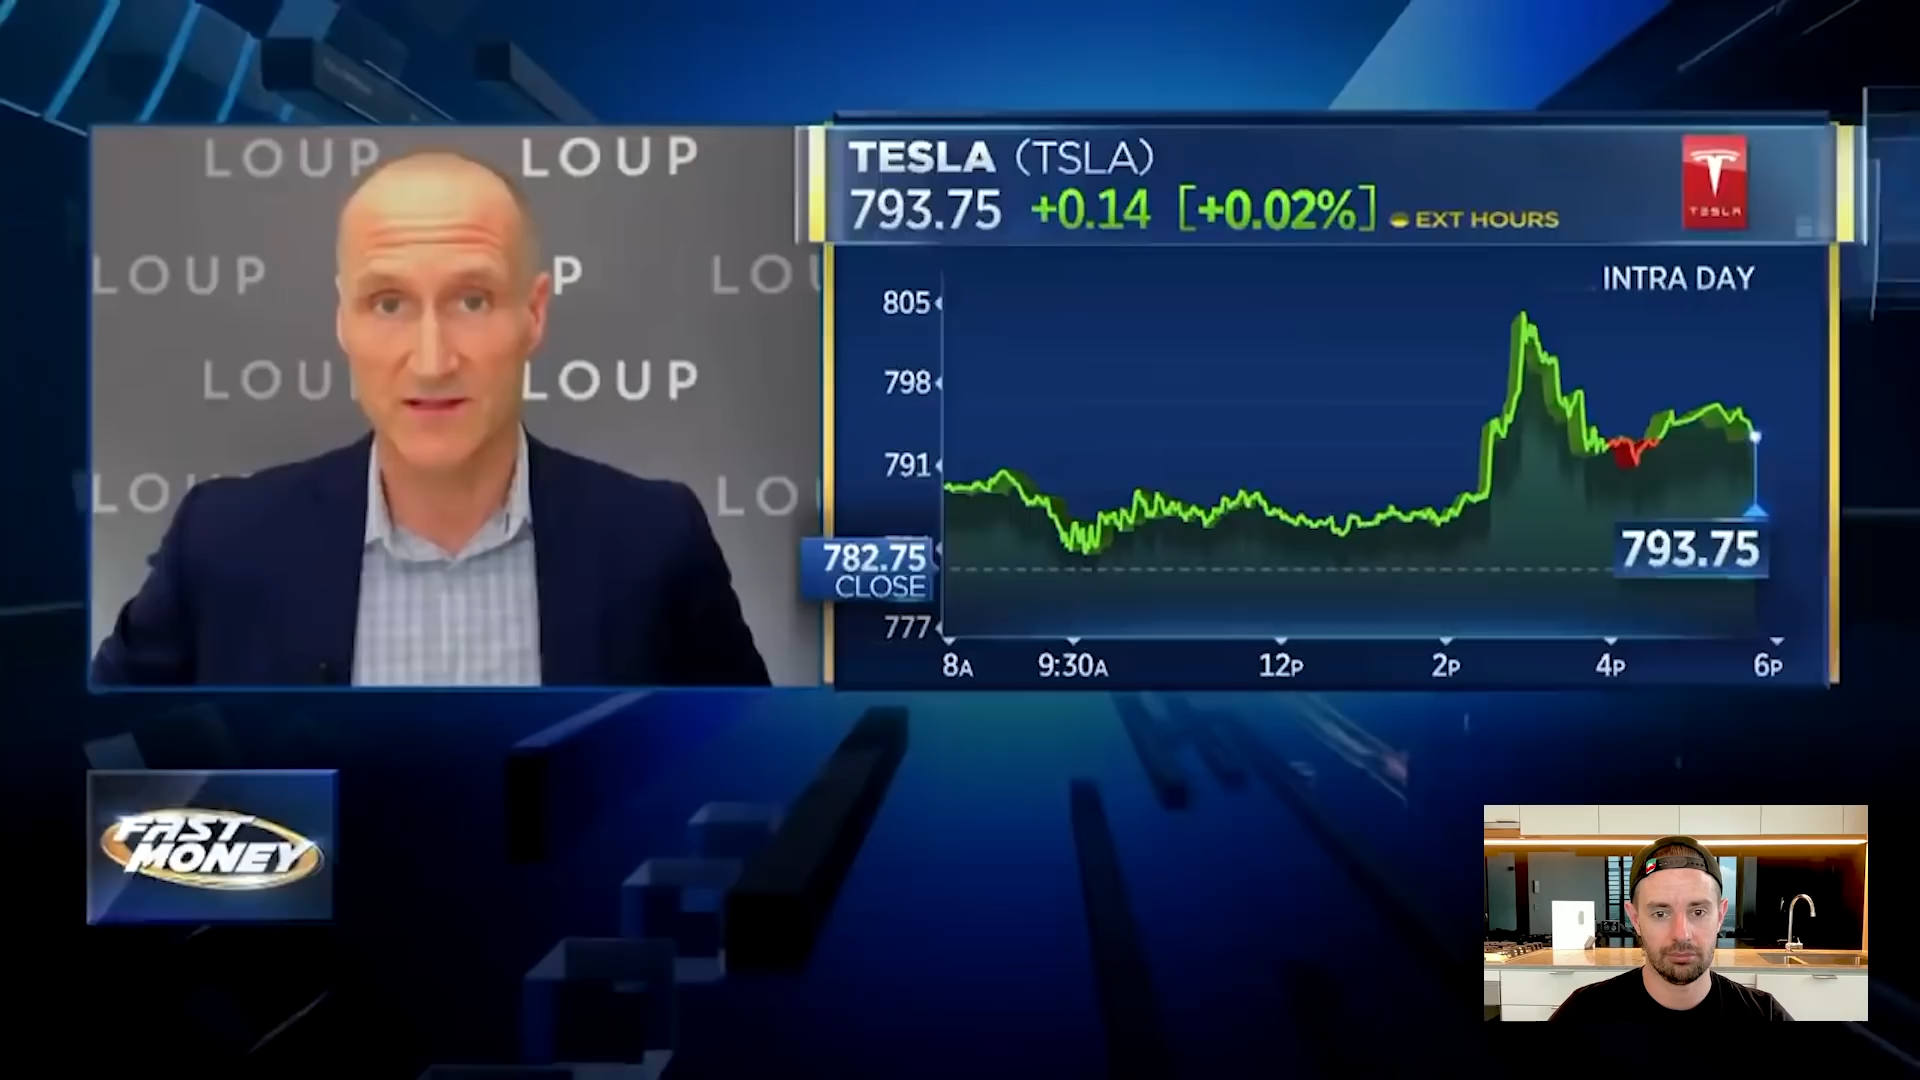 LOUP LOUP
LOUP P LOU
LOU LOUP
LO LO
TESLA (TSLA)
793.75 +0.14 [+0.02%] EXT HOURS
TESLA
INTRA DAY
805
798
791
782.75
CLOSE
777
793.75
8A 9:30A 12P 2P 4P 6P
FAST
MONEY